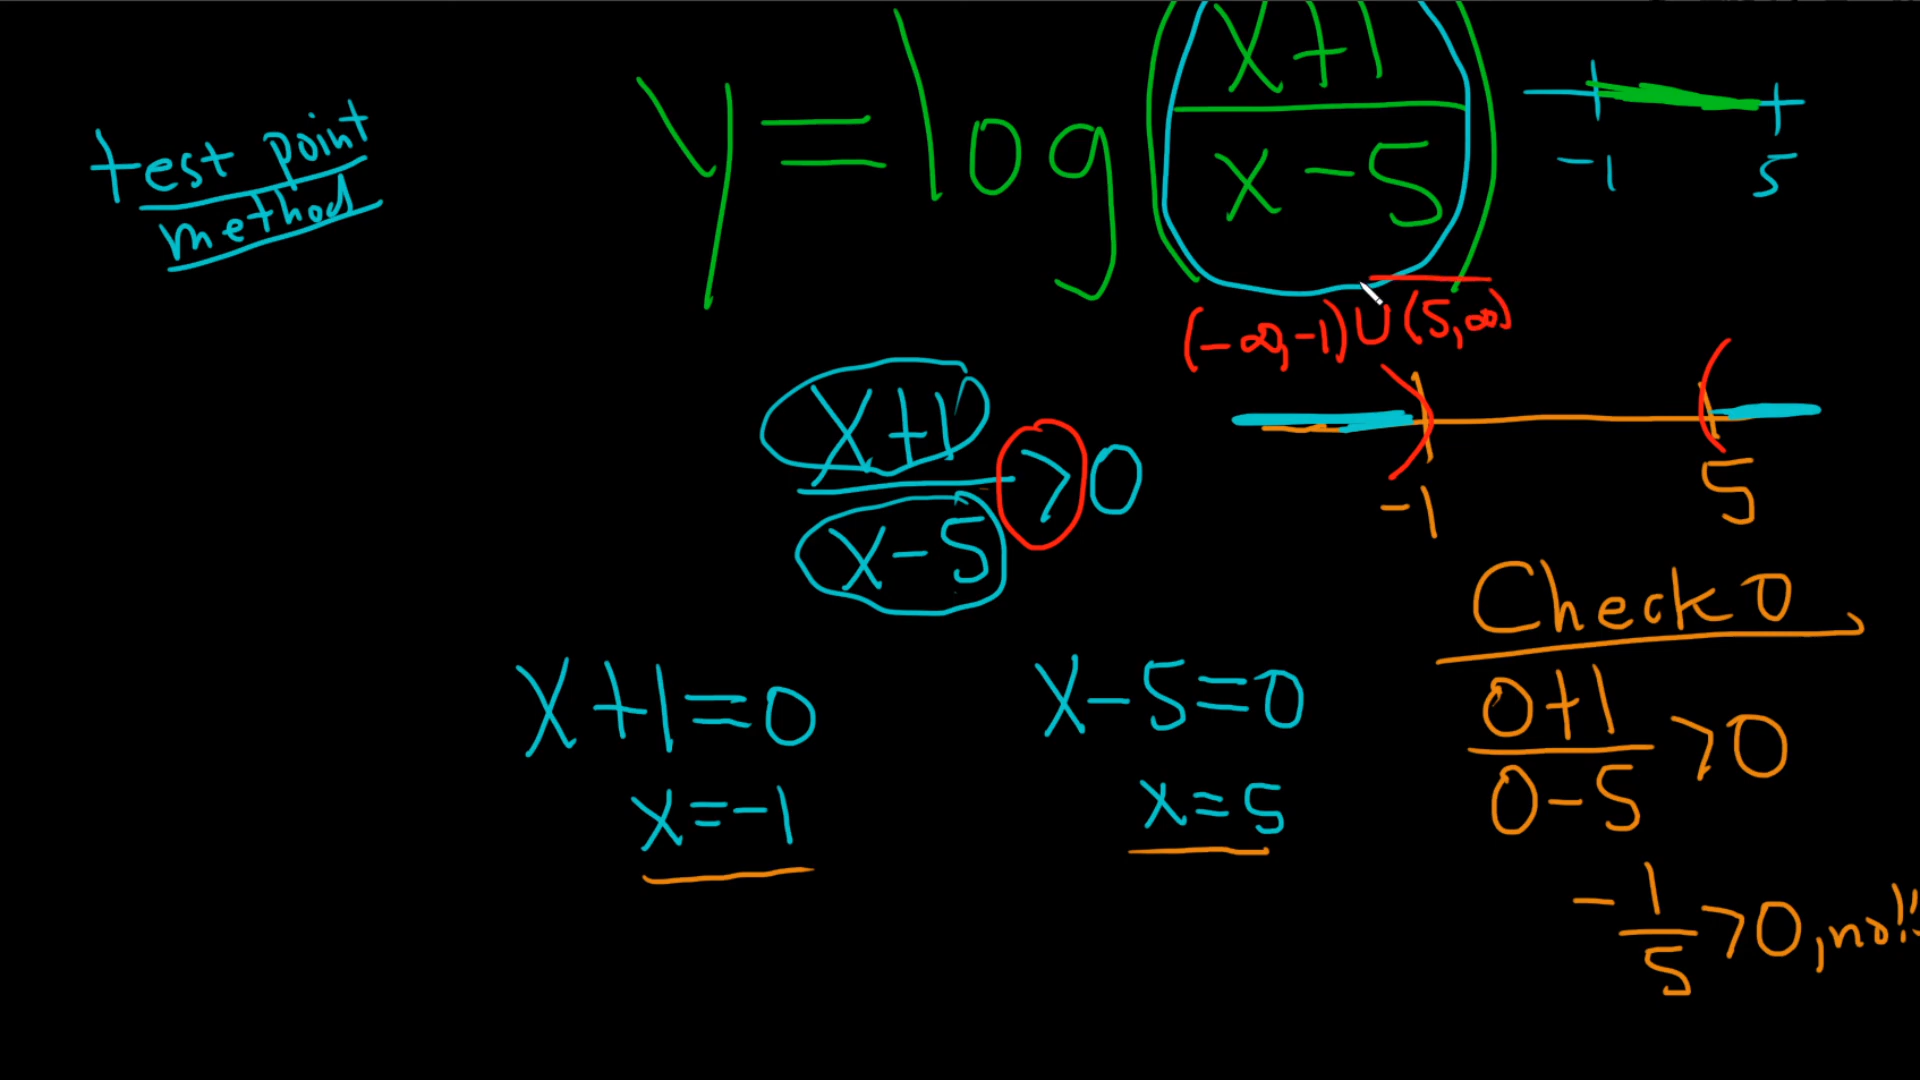 test point
method
y = log (x+1 / x-5)
-1 5
(-∞,-1)U(5,∞)
x+1 / x-5 > 0
-1 5
Check 0
x+1=0
x-5=0
0+1 / 0-5 > 0
x=-1
x=5
-1/5 > 0, no!!